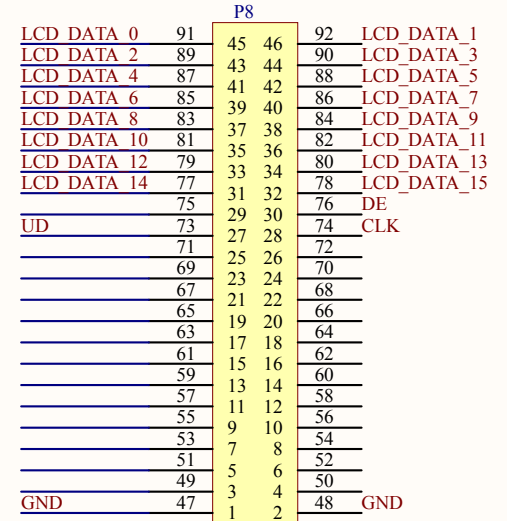 P8
LCD_DATA_0 91 45 46 92 LCD_DATA_1
LCD_DATA_2 89 43 44 90 LCD_DATA_3
LCD_DATA_4 87 41 42 88 LCD_DATA_5
LCD_DATA_6 85 39 40 86 LCD_DATA_7
LCD_DATA_8 83 37 38 84 LCD_DATA_9
LCD_DATA_10 81 35 36 82 LCD_DATA_11
LCD_DATA_12 79 33 34 80 LCD_DATA_13
LCD_DATA_14 77 31 32 78 LCD_DATA_15
75 29 30 76 DE
UD 73 27 28 74 CLK
71 25 26 72
69 23 24 70
67 21 22 68
65 19 20 66
63 17 18 64
61 15 16 62
59 13 14 60
57 11 12 58
55 9 10 56
53 7 8 54
51 5 6 52
49 3 4 50
GND 47 1 2 48 GND